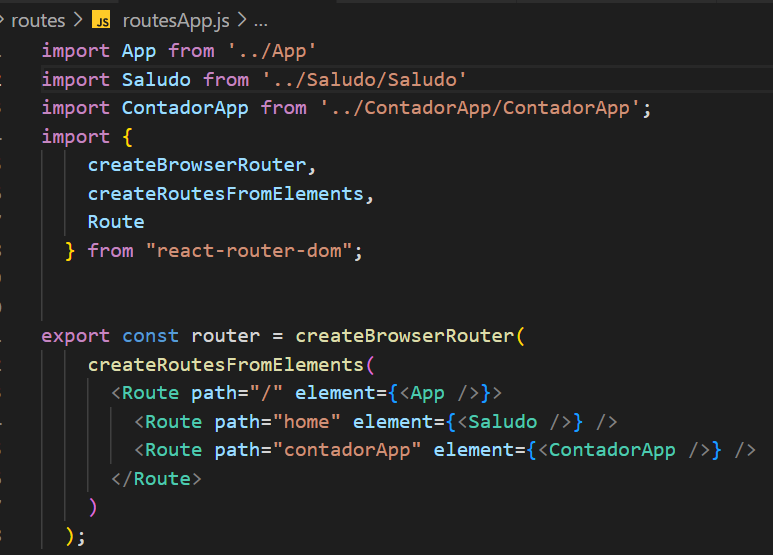 routes > JS routesApp.js > ...
import App from '../App'
import Saludo from '../Saludo/Saludo'
import ContadorApp from '../ContadorApp/ContadorApp';
import {
createBrowserRouter,
createRoutesFromElements,
Route
} from "react-router-dom";
export const router = createBrowserRouter(
createRoutesFromElements(
<Route path="/" element={<App />}>
<Route path="home" element={<Saludo />} />
<Route path="contadorApp" element={<ContadorApp />} />
</Route>
)
);